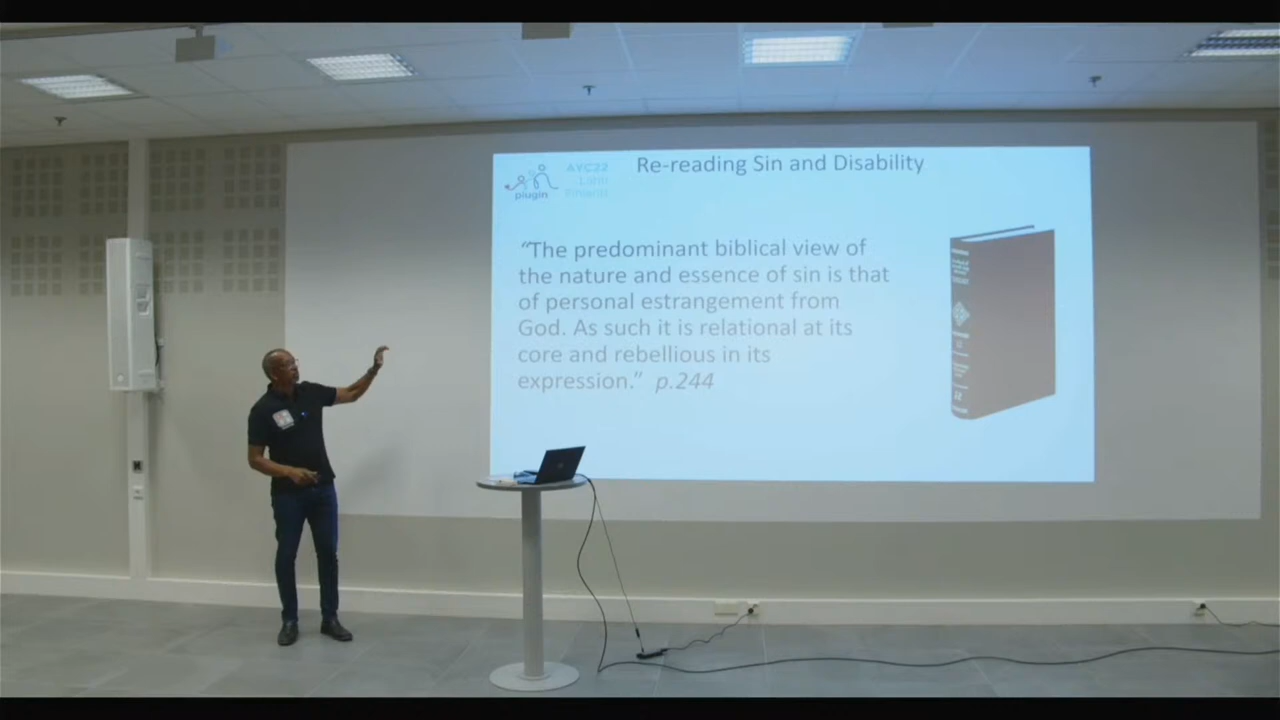 Re-reading Sin and Disability
AYC22
Lahti
Finland
plugin
“The predominant biblical view of
the nature and essence of sin is that
of personal estrangement from
God. As such it is relational at its
core and rebellious in its
expression.” p.244